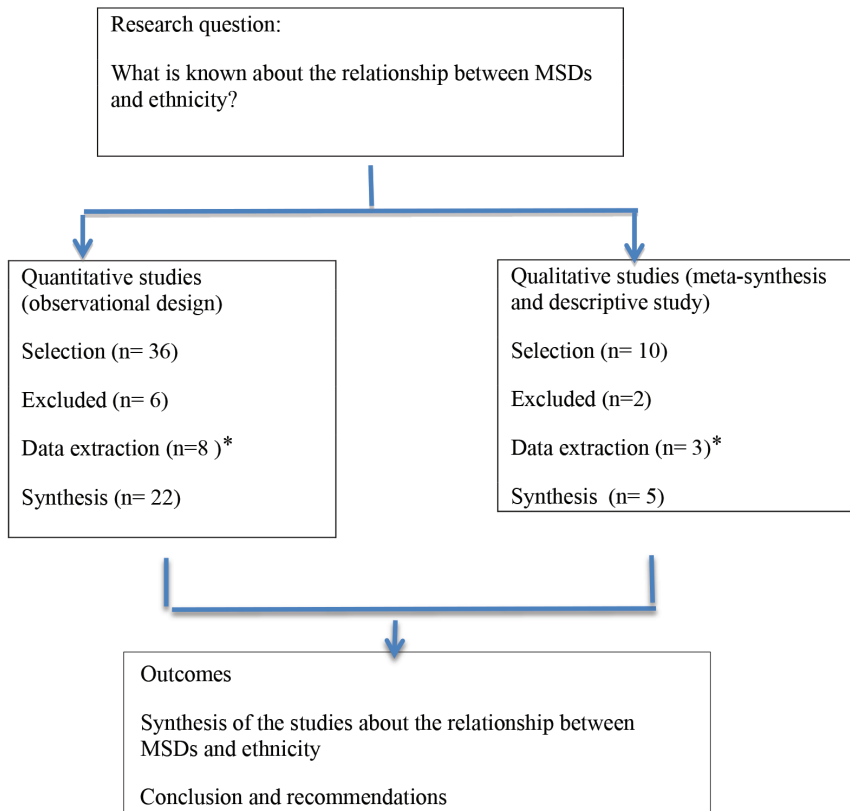 Research question:
What is known about the relationship between MSDs
and ethnicity?
Quantitative studies
(observational design)
Selection (n= 36)
Excluded (n= 6)
Data extraction (n=8 )*
Synthesis (n= 22)
Qualitative studies (meta-synthesis
and descriptive study)
Selection (n= 10)
Excluded (n=2)
Data extraction (n= 3)*
Synthesis (n= 5)
Outcomes
Synthesis of the studies about the relationship between
MSDs and ethnicity
Conclusion and recommendations